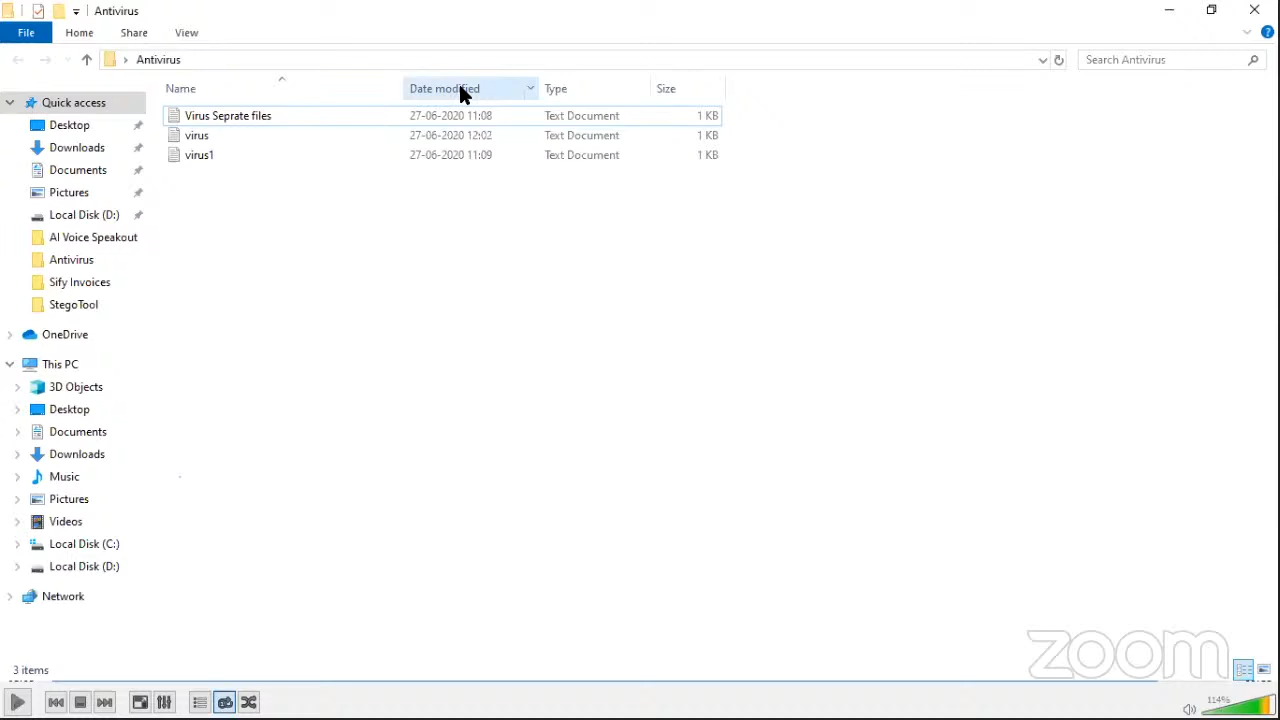 Antivirus
File Home Share View
Antivirus
Search Antivirus
Name Date modified Type Size
Virus Seprate files 27-06-2020 11:08 Text Document 1 KB
virus 27-06-2020 12:02 Text Document 1 KB
virus1 27-06-2020 11:09 Text Document 1 KB
Quick access
Desktop
Downloads
Documents
Pictures
Local Disk (D:)
AI Voice Speakout
Antivirus
Sify Invoices
StegoTool
OneDrive
This PC
3D Objects
Desktop
Documents
Downloads
Music
Pictures
Videos
Local Disk (C:)
Local Disk (D:)
Network
zoom
3 items
114%